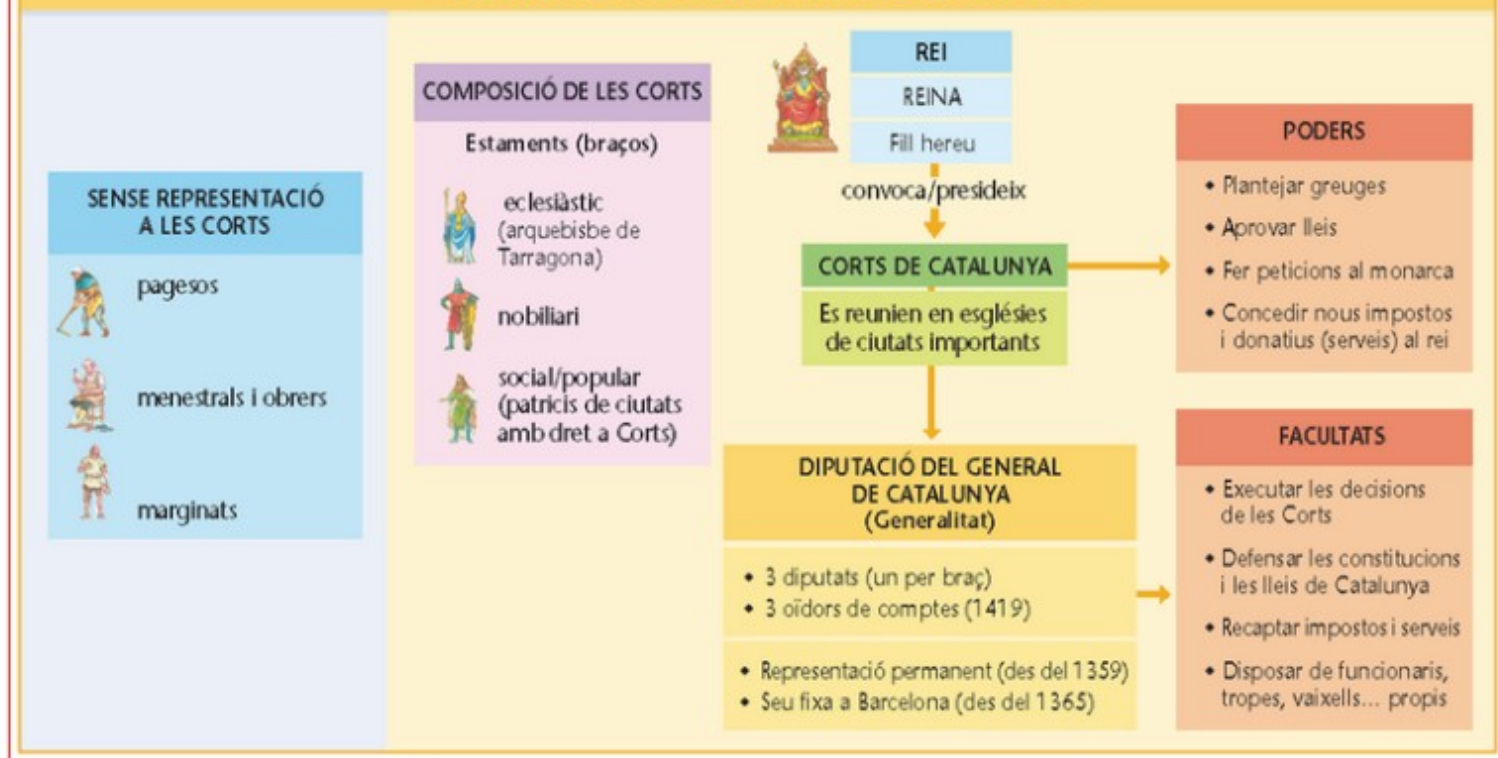 SENSE REPRESENTACIÓ
A LES CORTS
pagesos
menestrals i obrers
marginats
COMPOSICIÓ DE LES CORTS
Estaments (braços)
eclesiàstic
(arquebisbe de
Tarragona)
nobiliari
social/popular
(patricis de ciutats
amb dret a Corts)
REI
REINA
Fill hereu
convoca/presideix
CORTS DE CATALUNYA
Es reunien en esglésies
de ciutats importants
DIPUTACIÓ DEL GENERAL
DE CATALUNYA
(Generalitat)
• 3 diputats (un per braç)
• 3 oïdors de comptes (1419)
• Representació permanent (des del 1359)
• Seu fixa a Barcelona (des del 1365)
PODERS
• Plantejar greuges
• Aprovar lleis
• Fer peticions al monarca
• Concedir nous impostos
i donatius (serveis) al rei
FACULTATS
• Executar les decisions
de les Corts
• Defensar les constitucions
i les lleis de Catalunya
• Recaptar impostos i serveis
• Disposar de funcionaris,
tropes, vaixells... propis